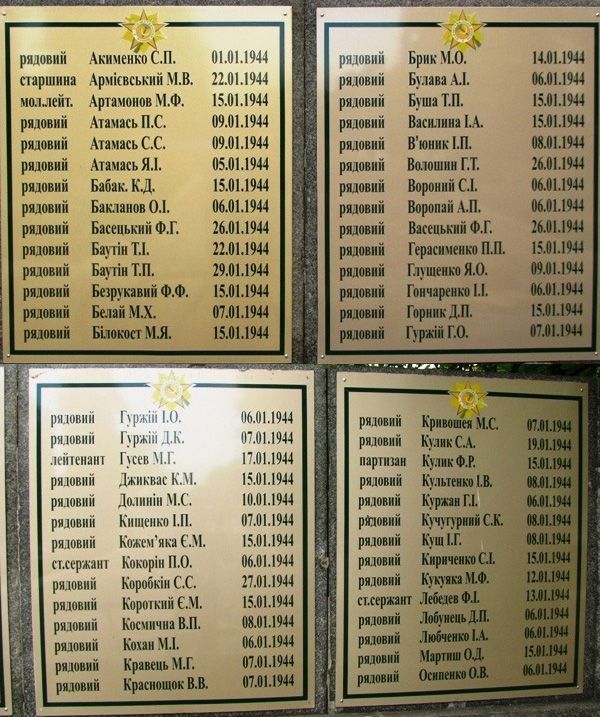 рядовий Акименко С.П. 01.01.1944
старшина Армієвський М.В. 22.01.1944
мол.лейт. Артамонов М.Ф. 15.01.1944
рядовий Атамась П.С. 09.01.1944
рядовий Атамась С.С. 09.01.1944
рядовий Атамась Я.І. 05.01.1944
рядовий Бабак. К.Д. 15.01.1944
рядовий Бакланов О.І. 06.01.1944
рядовий Басецький Ф.Г. 26.01.1944
рядовий Баутін Т.І. 22.01.1944
рядовий Баутін Т.П. 29.01.1944
рядовий Безрукавий Ф.Ф. 15.01.1944
рядовий Белай М.Х. 07.01.1944
рядовий Білокост М.Я. 15.01.1944
рядовий Брик М.О. 14.01.1944
рядовий Булава А.І. 06.01.1944
рядовий Буша Т.П. 15.01.1944
рядовий Василина І.А. 15.01.1944
рядовий В'юник І.П. 08.01.1944
рядовий Волошин Г.Т. 26.01.1944
рядовий Вороний С.І. 06.01.1944
рядовий Воропай А.П. 06.01.1944
рядовий Васецький Ф.Г. 26.01.1944
рядовий Герасименко П.П. 15.01.1944
рядовий Глущенко Я.О. 09.01.1944
рядовий Гончаренко І.І. 06.01.1944
рядовий Горник Д.П. 15.01.1944
рядовий Гуржій Г.О. 07.01.1944
рядовий Гуржій І.О. 06.01.1944
рядовий Гуржій Д.К. 07.01.1944
лейтенант Гусев М.Г. 17.01.1944
рядовий Джиквас К.М. 15.01.1944
рядовий Долинін М.С. 10.01.1944
рядовий Кищенко І.П. 07.01.1944
рядовий Кожем'яка Є.М. 15.01.1944
ст.сержант Кокорін П.О. 06.01.1944
рядовий Коробкін С.С. 27.01.1944
рядовий Короткий Є.М. 15.01.1944
рядовий Космична В.П. 08.01.1944
рядовий Кохан М.І. 06.01.1944
рядовий Кравець М.Г. 07.01.1944
рядовий Краснощок В.В. 07.01.1944
рядовий Кривошея М.С. 07.01.1944
рядовий Кулик С.А. 19.01.1944
партизан Кулик Ф.Р. 15.01.1944
рядовий Культенко І.В. 08.01.1944
рядовий Куржан Г.І. 06.01.1944
рядовий Кучугурний С.К. 08.01.1944
рядовий Кущ І.Г. 08.01.1944
рядовий Кириченко С.І. 15.01.1944
рядовий Кукуяка М.Ф. 12.01.1944
ст.сержант Лебедев Ф.І. 13.01.1944
рядовий Лобунець Д.П. 06.01.1944
рядовий Любченко І.А. 06.01.1944
рядовий Мартиш О.Д. 15.01.1944
рядовий Осипенко О.В. 06.01.1944